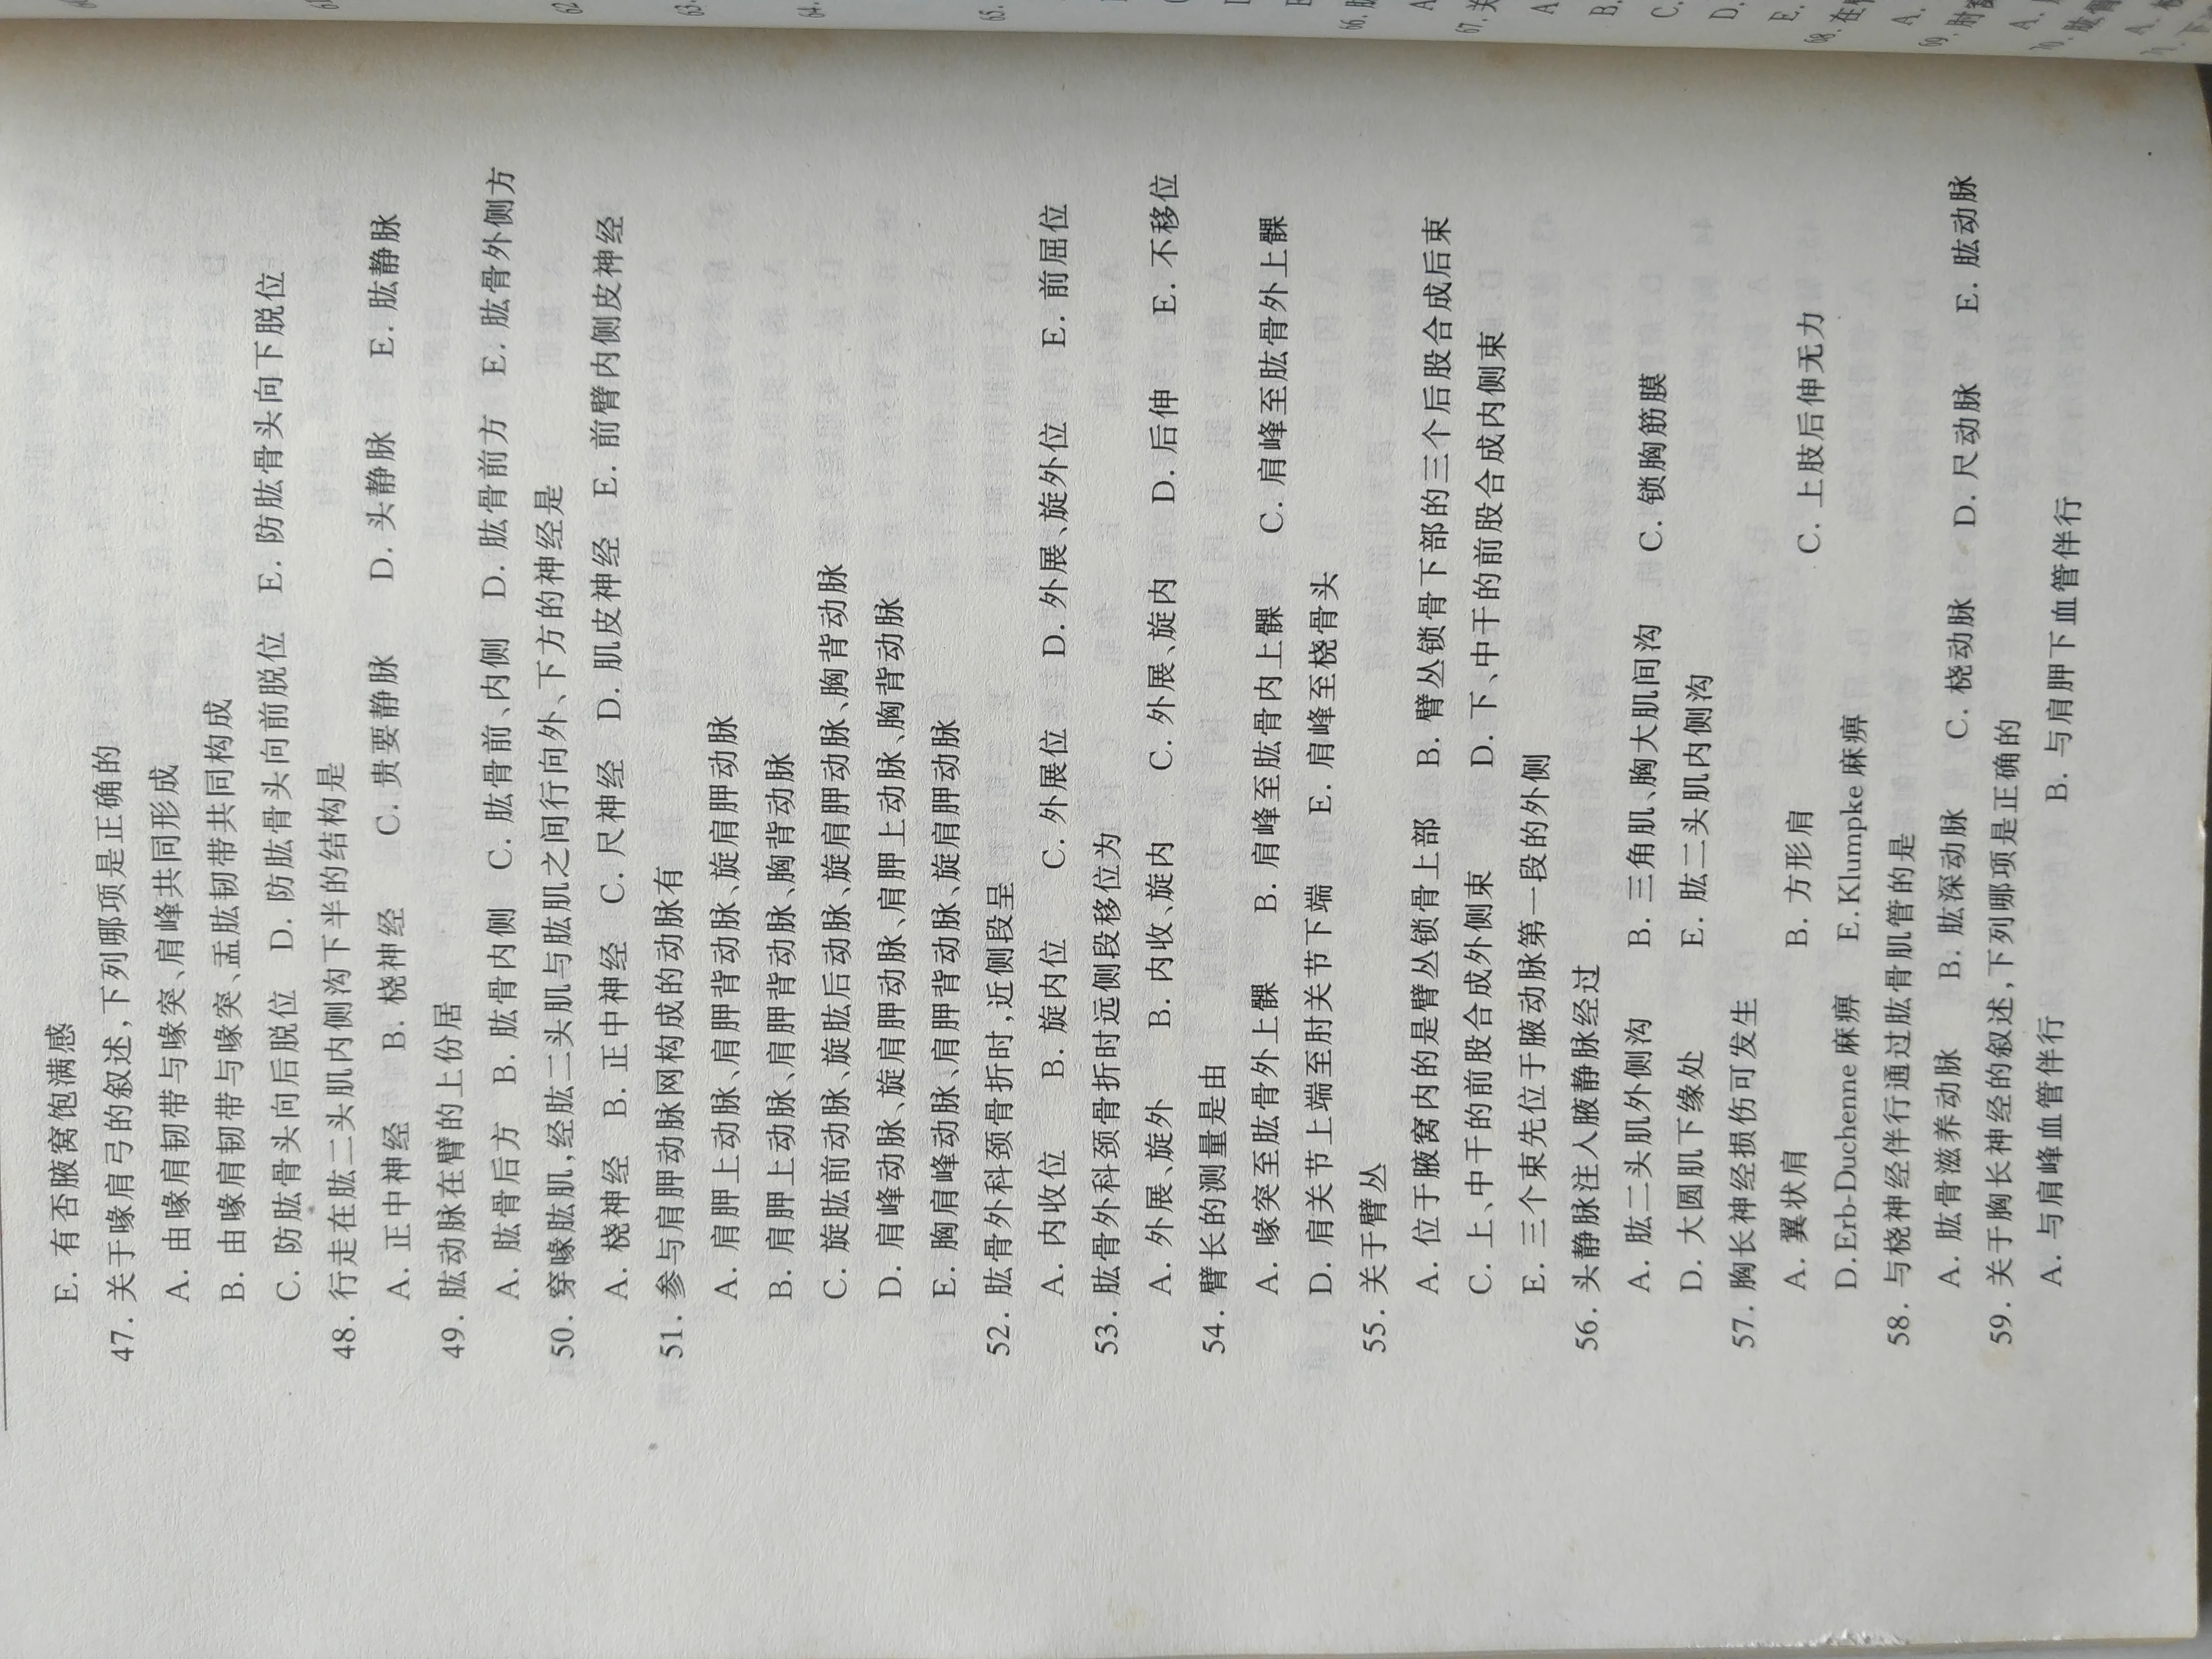 E. 有否腋窝饱满感
47. 关于喙肩弓的叙述,下列哪项是正确的
A. 由喙肩韧带与喙突、肩峰共同形成
B. 由喙肩韧带与喙突、盂肱韧带共同构成
C. 防肱骨头向后脱位 D. 防肱骨头向前脱位 E. 防肱骨头向下脱位
48. 行走在肱二头肌内侧沟下半的结构是
A. 正中神经 B. 桡神经 C. 贵要静脉 D. 头静脉 E. 肱静脉
49. 肱动脉在臂的上份居
A. 肱骨后方 B. 肱骨内侧 C. 肱骨前、内侧 D. 肱骨前方 E. 肱骨外侧方
50. 穿喙肱肌,经肱二头肌与肱肌之间行向外、下方的神经是
A. 桡神经 B. 正中神经 C. 尺神经 D. 肌皮神经 E. 前臂内侧皮神经
51. 参与肩胛动脉网构成的动脉有
A. 肩胛上动脉、肩胛背动脉、旋肩胛动脉
B. 肩胛上动脉、肩胛背动脉、胸背动脉
C. 旋肱前动脉、旋肱后动脉、旋肩胛动脉、胸背动脉
D. 肩峰动脉、旋肩胛动脉、肩胛上动脉、胸背动脉
E. 胸肩峰动脉、肩胛背动脉、旋肩胛动脉
52. 肱骨外科颈骨折时,近侧段呈
A. 内收位 B. 旋内位 C. 外展位 D. 外展、旋外位 E. 前屈位
53. 肱骨外科颈骨折时远侧段移位为
A. 外展、旋外 B. 内收、旋内 C. 外展、旋内 D. 后伸 E. 不移位
54. 臂长的测量是由
A. 喙突至肱骨外上髁 B. 肩峰至肱骨内上髁 C. 肩峰至肱骨外上髁
D. 肩关节上端至肘关节下端 E. 肩峰至桡骨头
55. 关于臂丛
A. 位于腋窝内的是臂丛锁骨上部 B. 臂丛锁骨下部的三个后股合成后束
C. 上、中干的前股合成外侧束 D. 下、中干的前股合成内侧束
E. 三个束先位于腋动脉第一段的外侧
56. 头静脉注入腋静脉经过
A. 肱二头肌外侧沟 B. 三角肌、胸大肌间沟 C. 锁胸筋膜
D. 大圆肌下缘处 E. 肱二头肌内侧沟
57. 胸长神经损伤可发生
A. 翼状肩 B. 方形肩 C. 上肢后伸无力
D. Erb-Duchenne 麻痹 E. Klumpke 麻痹
58. 与桡神经伴行通过肱骨肌管的是
A. 肱骨滋养动脉 B. 肱深动脉 C. 桡动脉 D. 尺动脉 E. 肱动脉
59. 关于胸长神经的叙述,下列哪项是正确的
A. 与肩峰血管伴行 B. 与肩胛下血管伴行
62
63.
64.
65.
66.
67. 关
A
B.
C.
D.
E.
68. 在
A.
69. 肘
A.